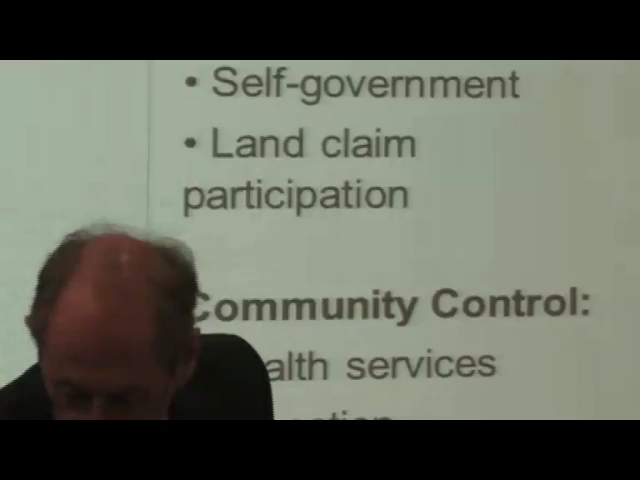 • Self-government
• Land claim
participation
Community Control:
alth services